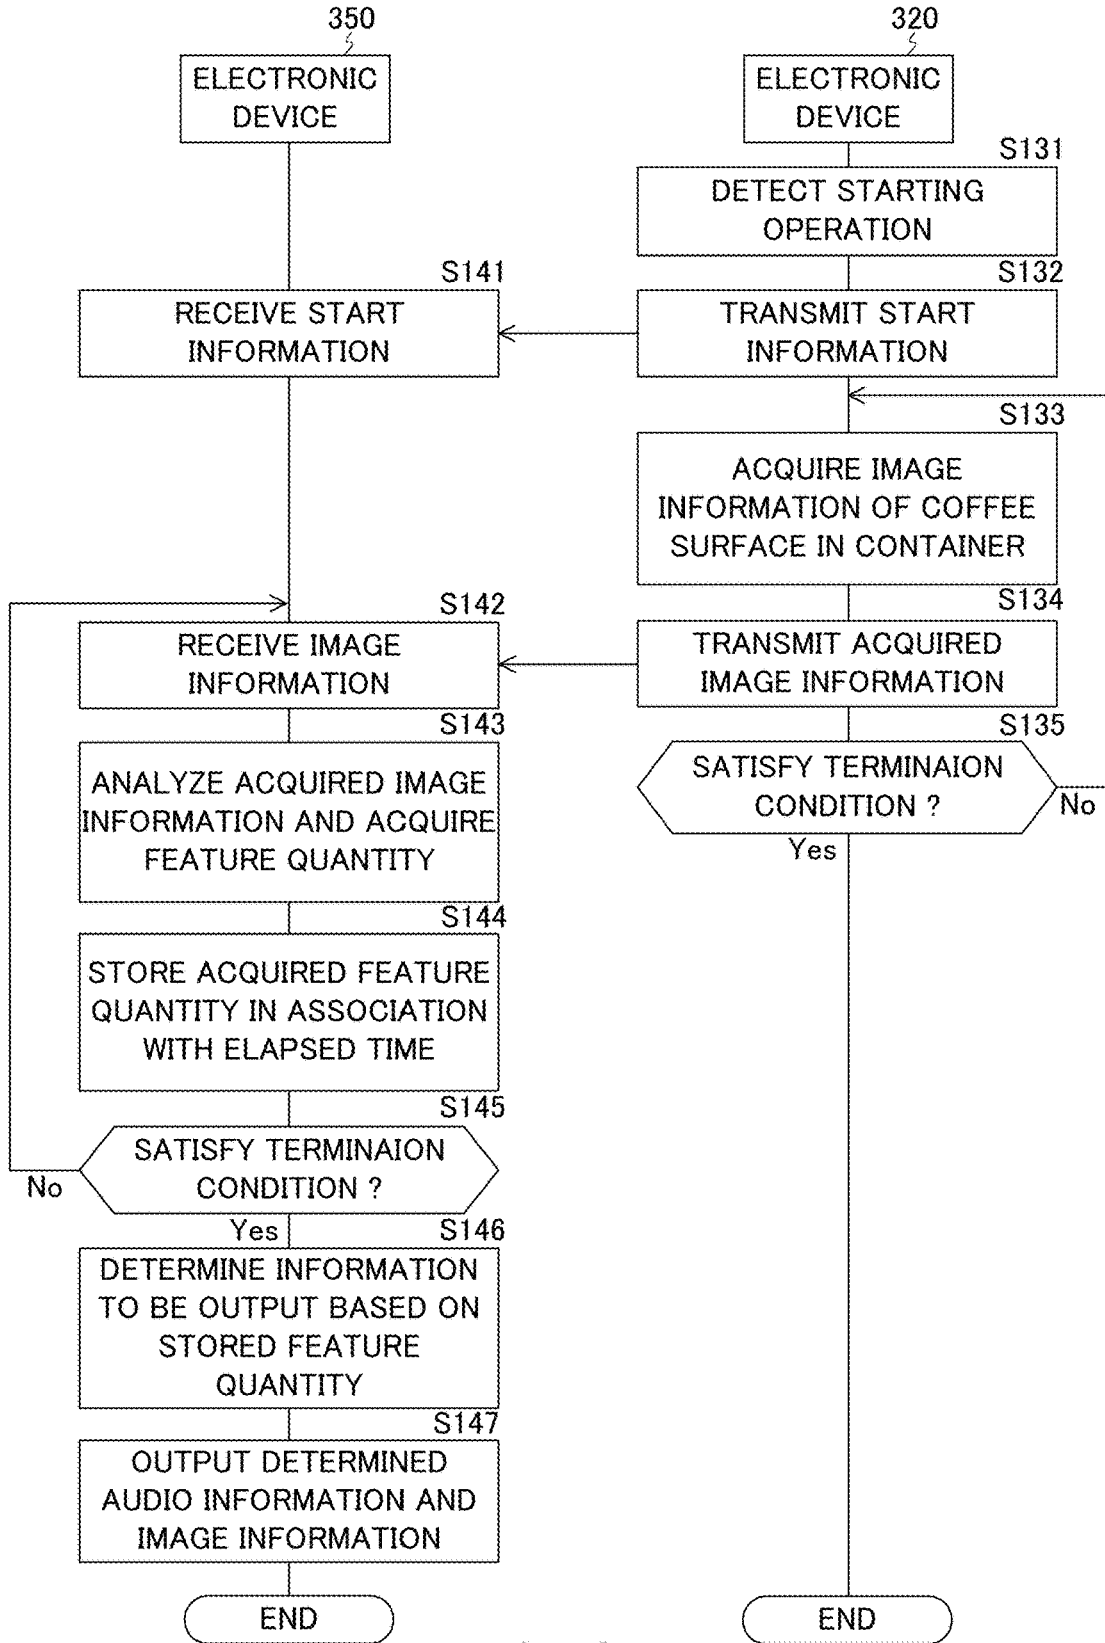 350
ELECTRONIC
DEVICE
320
ELECTRONIC
DEVICE
S131
DETECT STARTING
OPERATION
S141
RECEIVE START
INFORMATION
S132
TRANSMIT START
INFORMATION
S133
ACQUIRE IMAGE
INFORMATION OF COFFEE
SURFACE IN CONTAINER
S142
RECEIVE IMAGE
INFORMATION
S134
TRANSMIT ACQUIRED
IMAGE INFORMATION
S143
ANALYZE ACQUIRED IMAGE
INFORMATION AND ACQUIRE
FEATURE QUANTITY
S135
SATISFY TERMINAION
CONDITION ?
No
Yes
S144
STORE ACQUIRED FEATURE
QUANTITY IN ASSOCIATION
WITH ELAPSED TIME
S145
SATISFY TERMINAION
CONDITION ?
No
Yes
S146
DETERMINE INFORMATION
TO BE OUTPUT BASED ON
STORED FEATURE
QUANTITY
S147
OUTPUT DETERMINED
AUDIO INFORMATION AND
IMAGE INFORMATION
END
END